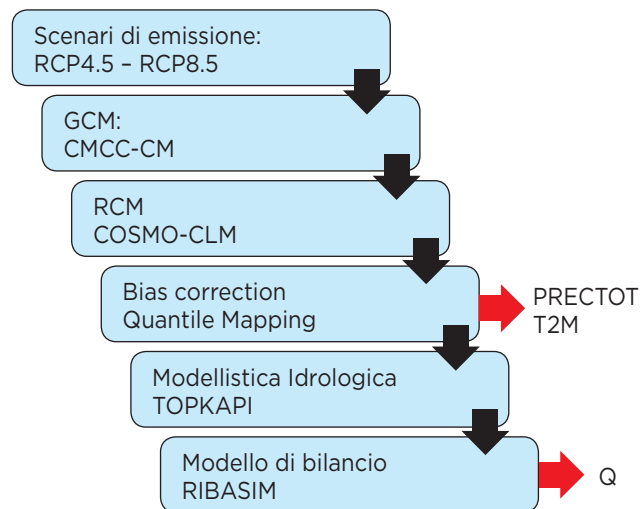 Scenari di emissione:
RCP4.5 – RCP8.5
GCM:
CMCC-CM
RCM
COSMO-CLM
Bias correction
Quantile Mapping
PRECTOT
T2M
Modellistica Idrologica
TOPKAPI
Modello di bilancio
RIBASIM
Q